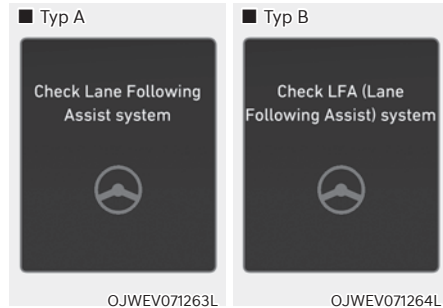 ■ Typ A
Check Lane Following
Assist system
OJWEV071263L
■ Typ B
Check LFA (Lane
Following Assist) system
OJWEV071264L